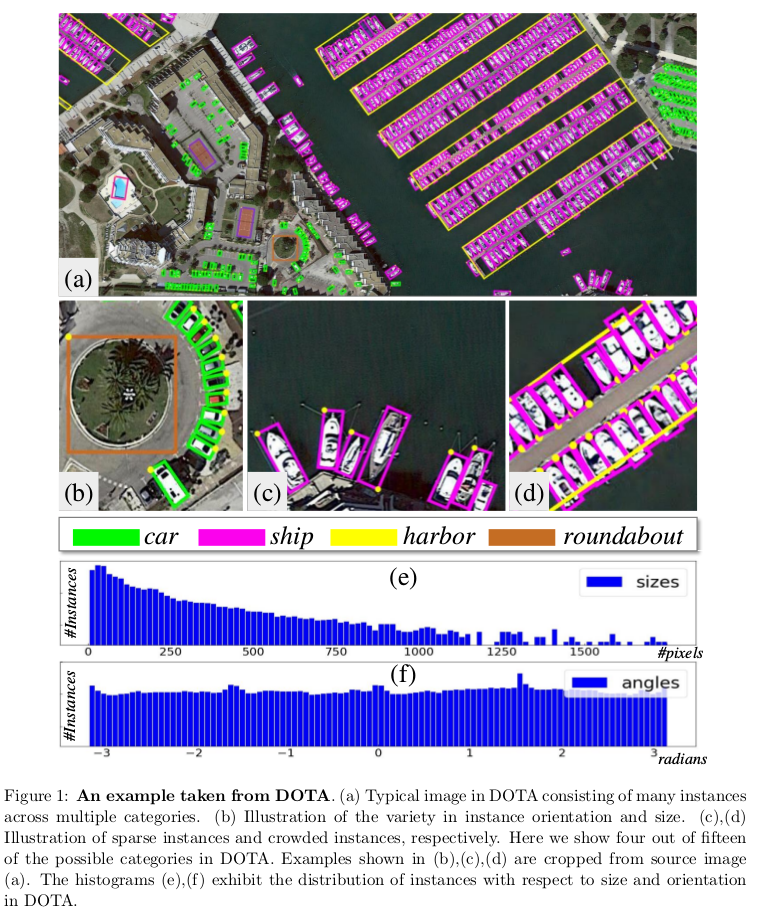 (a)
(b)
(c)
(d)
car ship harbor roundabout
#Instances
(e)
sizes
0 250 500 750 1000 1250 1500
#pixels
#Instances
(f)
angles
−3 −2 −1 0 1 2 3
radians
Figure 1: An example taken from DOTA. (a) Typical image in DOTA consisting of many instances
across multiple categories. (b) Illustration of the variety in instance orientation and size. (c),(d)
Illustration of sparse instances and crowded instances, respectively. Here we show four out of fifteen
of the possible categories in DOTA. Examples shown in (b),(c),(d) are cropped from source image
(a). The histograms (e),(f) exhibit the distribution of instances with respect to size and orientation
in DOTA.